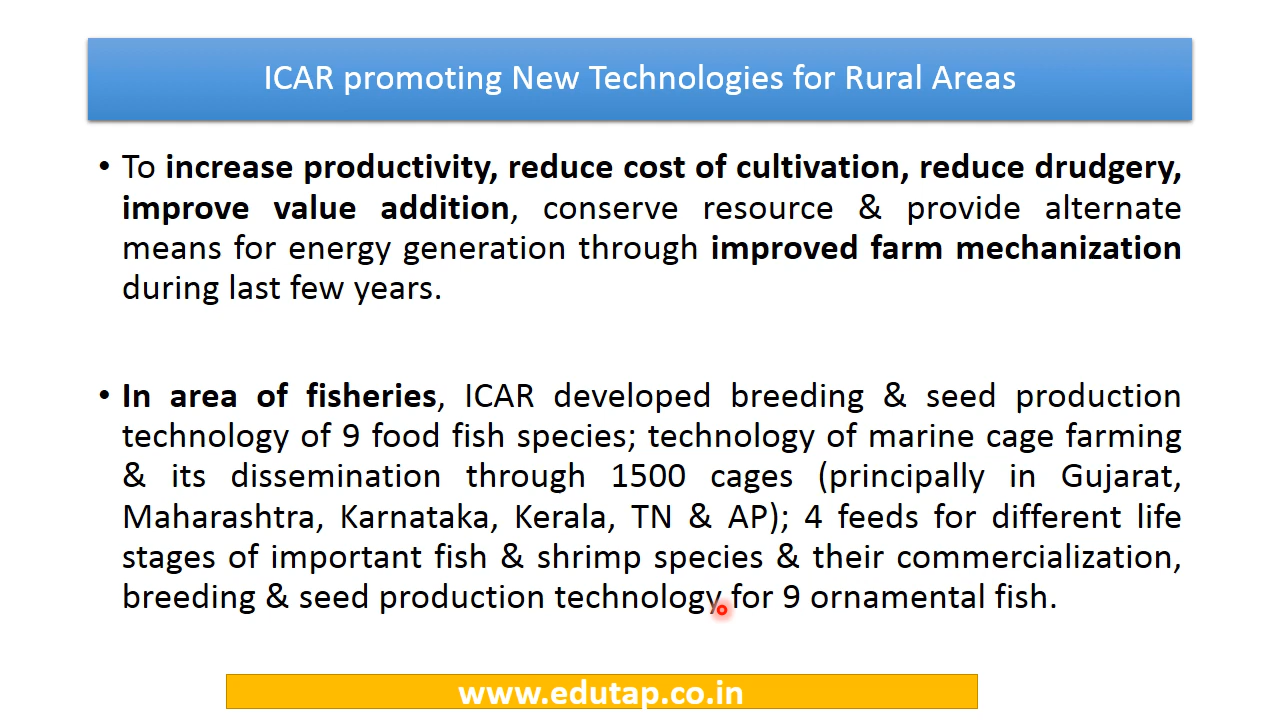 ICAR promoting New Technologies for Rural Areas
• To increase productivity, reduce cost of cultivation, reduce drudgery,
improve value addition, conserve resource & provide alternate
means for energy generation through improved farm mechanization
during last few years.
• In area of fisheries, ICAR developed breeding & seed production
technology of 9 food fish species; technology of marine cage farming
& its dissemination through 1500 cages (principally in Gujarat,
Maharashtra, Karnataka, Kerala, TN & AP); 4 feeds for different life
stages of important fish & shrimp species & their commercialization,
breeding & seed production technology for 9 ornamental fish.
www.edutap.co.in